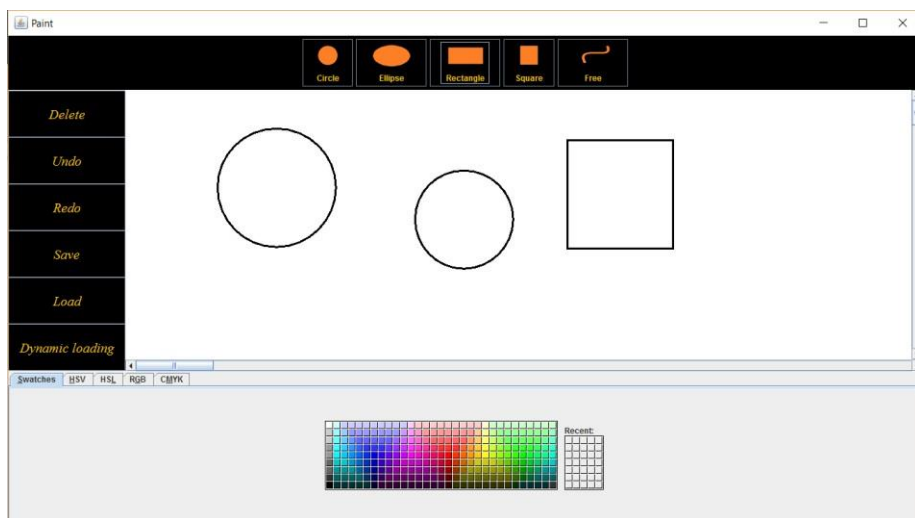 Paint
Circle
Ellipse
Rectangle
Square
Free
Delete
Undo
Redo
Save
Load
Dynamic loading
Swatches HSV HSL RGB CMYK
Recent: